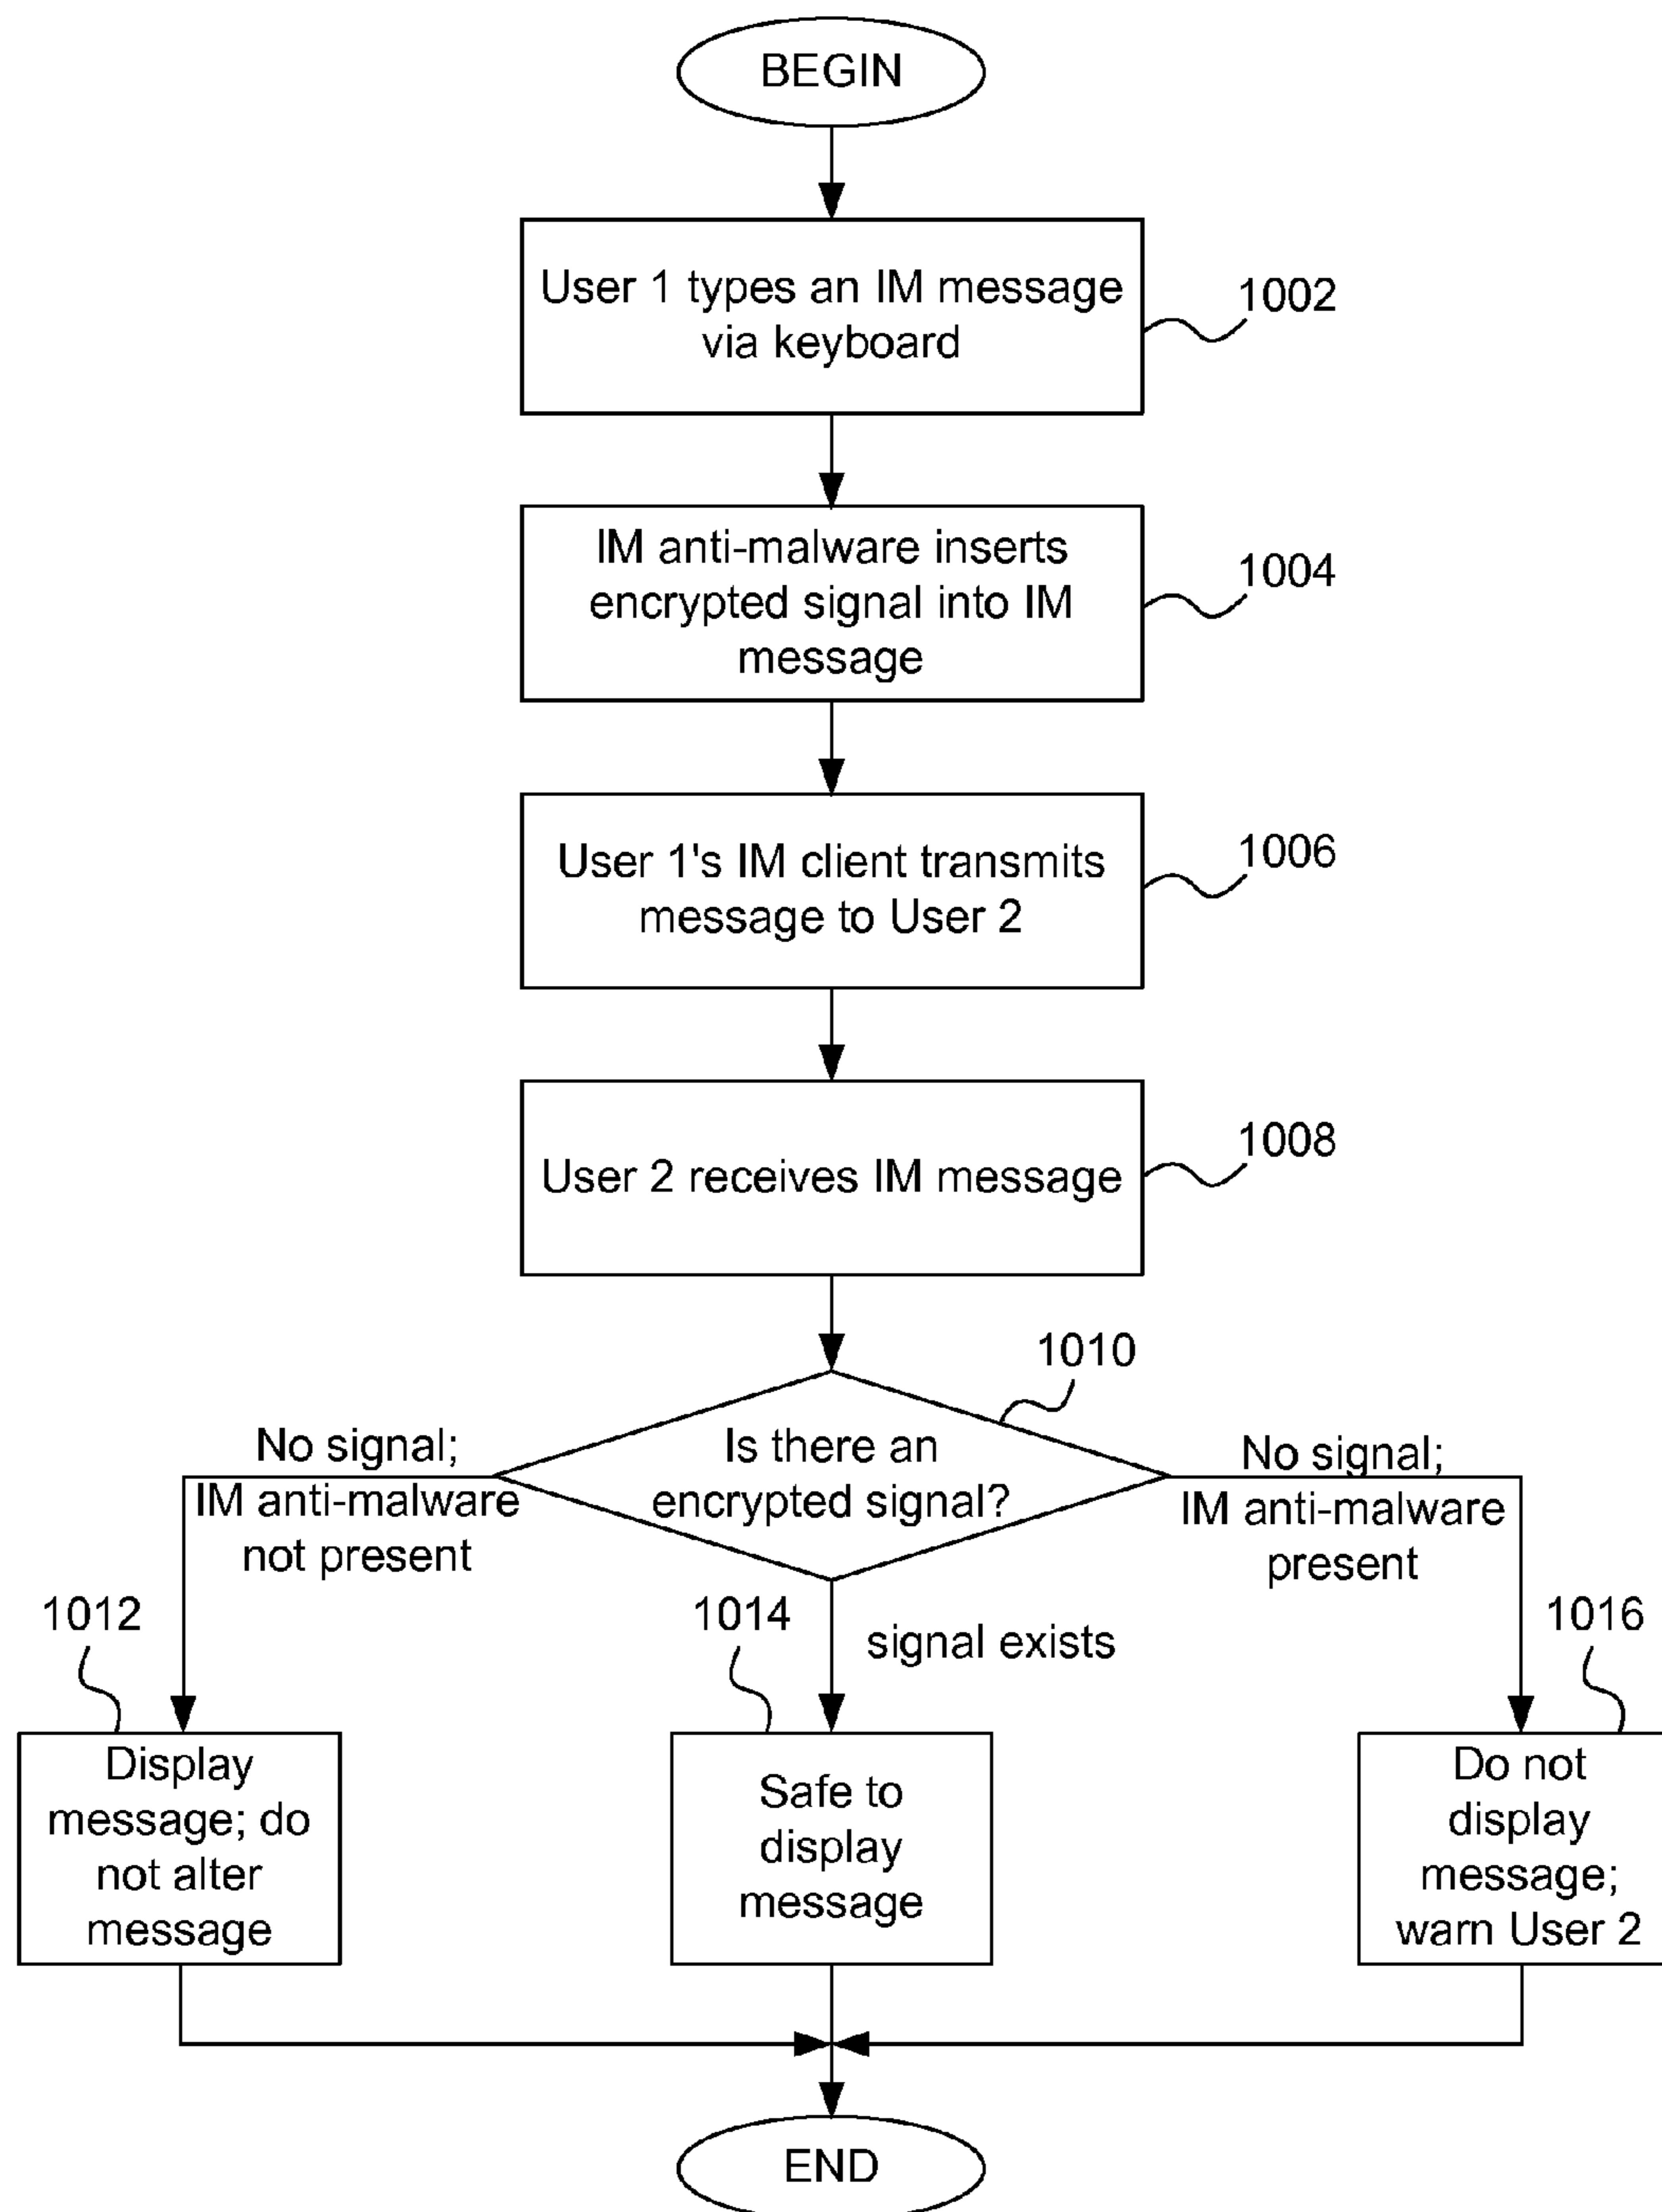 BEGIN
User 1 types an IM message
via keyboard
1002
IM anti-malware inserts
encrypted signal into IM
message
1004
User 1's IM client transmits
message to User 2
1006
User 2 receives IM message
1008
1010
Is there an
encrypted signal?
No signal;
IM anti-malware
not present
No signal;
IM anti-malware
present
signal exists
1012
1014
1016
Display
message; do
not alter
message
Safe to
display
message
Do not
display
message;
warn User 2
END